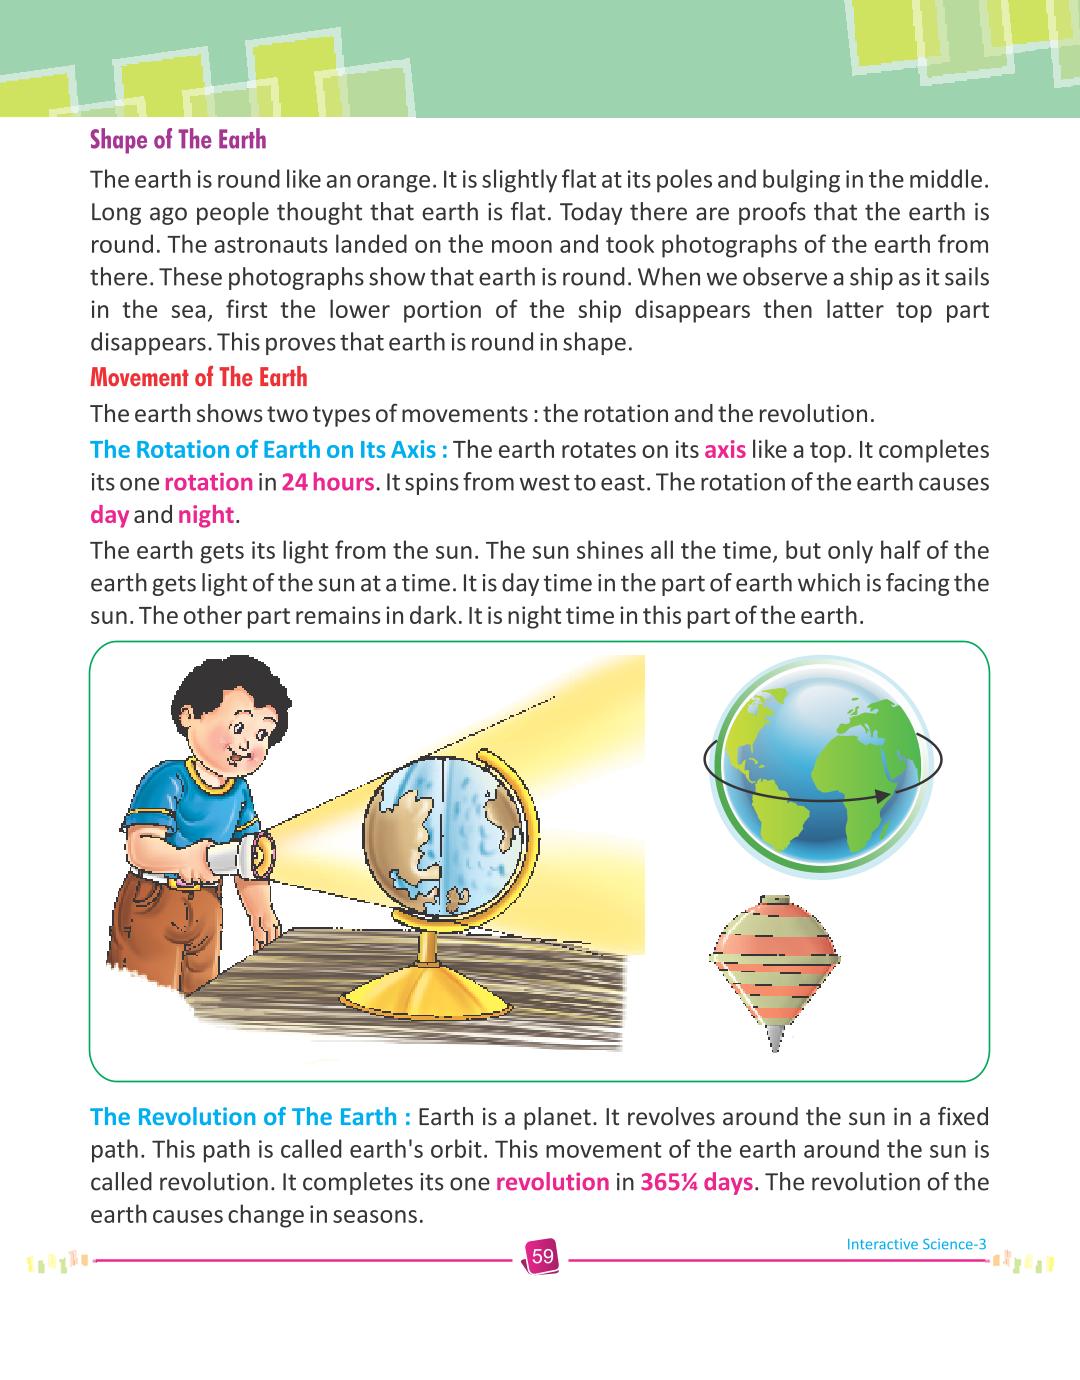 Shape of The Earth
The earth is round like an orange. It is slightly flat at its poles and bulging in the middle.
Long ago people thought that earth is flat. Today there are proofs that the earth is
round. The astronauts landed on the moon and took photographs of the earth from
there. These photographs show that earth is round. When we observe a ship as it sails
in the sea, first the lower portion of the ship disappears then latter top part
disappears. This proves that earth is round in shape.
Movement of The Earth
The earth shows two types of movements : the rotation and the revolution.
The Rotation of Earth on Its Axis : The earth rotates on its axis like a top. It completes
its one rotation in 24 hours. It spins from west to east. The rotation of the earth causes
day and night.
The earth gets its light from the sun. The sun shines all the time, but only half of the
earth gets light of the sun at a time. It is day time in the part of earth which is facing the
sun. The other part remains in dark. It is night time in this part of the earth.
The Revolution of The Earth : Earth is a planet. It revolves around the sun in a fixed
path. This path is called earth's orbit. This movement of the earth around the sun is
called revolution. It completes its one revolution in 365¼ days. The revolution of the
earth causes change in seasons.
Interactive Science-3
59